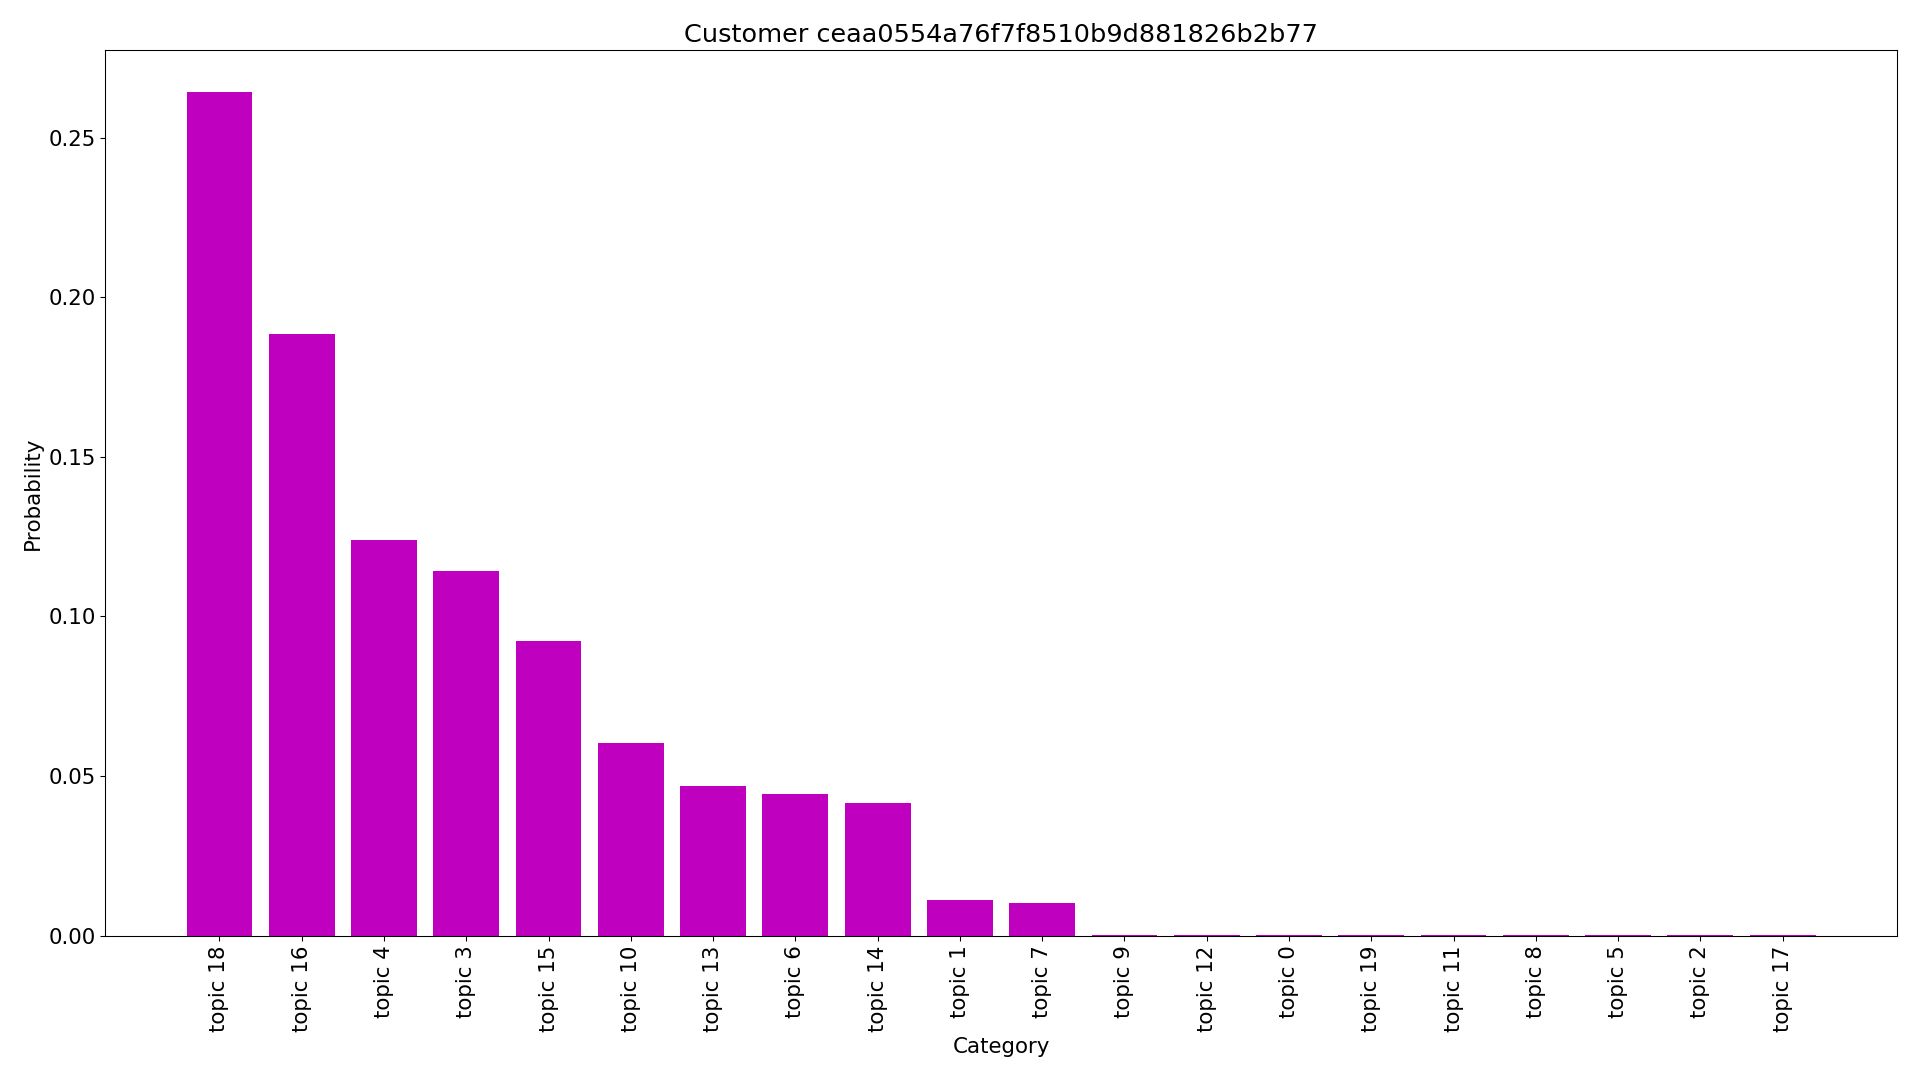 Customer ceaa0554a76f7f8510b9d881826b2b77
Probability
0.25
0.20
0.15
0.10
0.05
0.00
topic 18
topic 16
topic 4
topic 3
topic 15
topic 10
topic 13
topic 6
topic 14
topic 1
topic 7
topic 9
topic 12
topic 0
topic 19
topic 11
topic 8
topic 5
topic 2
topic 17
Category